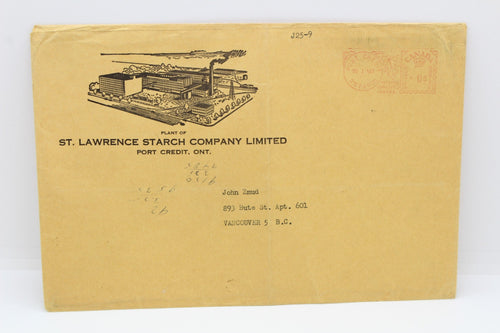 J25-9
CANADA
PLANT OF
ST. LAWRENCE STARCH COMPANY LIMITED
PORT CREDIT, ONT.
John Zmud
893 Bute St. Apt. 601
VANCOUVER 5 B.C.